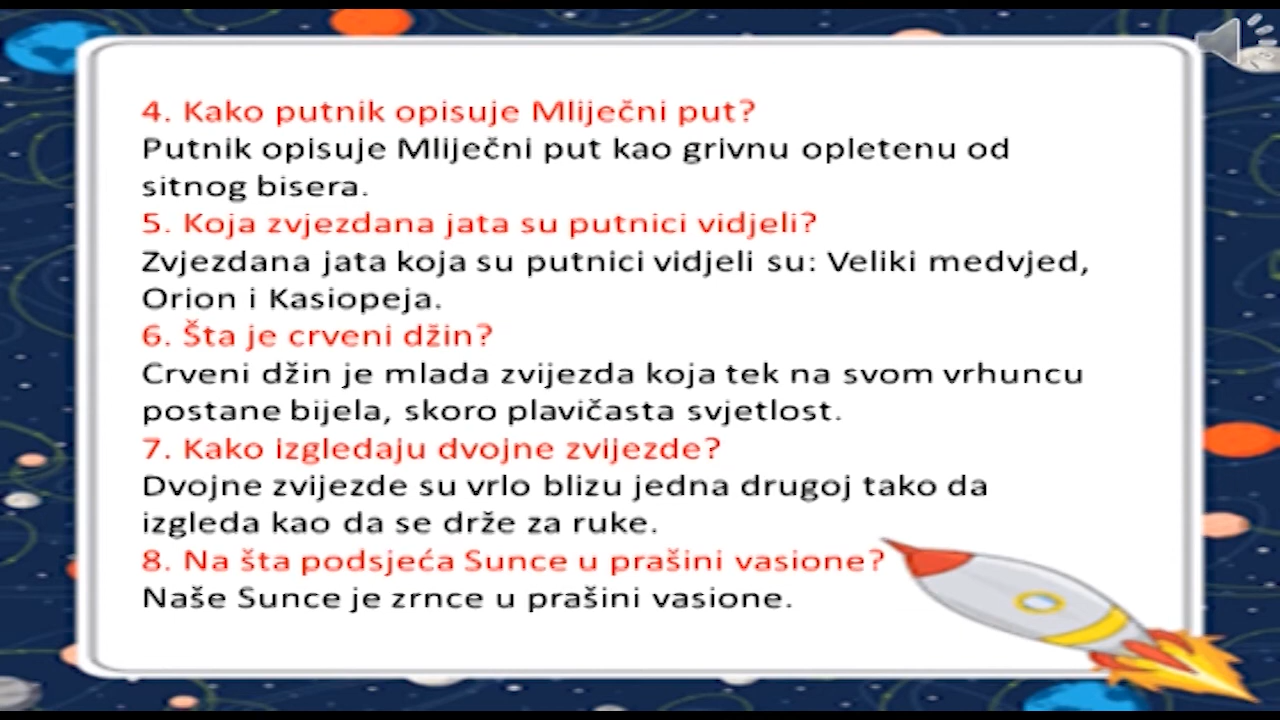 4. Kako putnik opisuje Mliječni put?
Putnik opisuje Mliječni put kao grivnu opletenu od
sitnog bisera.
5. Koja zvjezdana jata su putnici vidjeli?
Zvjezdana jata koja su putnici vidjeli su: Veliki medvjed,
Orion i Kasiopeja.
6. Šta je crveni džin?
Crveni džin je mlada zvijezda koja tek na svom vrhuncu
postane bijela, skoro plavičasta svjetlost.
7. Kako izgledaju dvojne zvijezde?
Dvojne zvijezde su vrlo blizu jedna drugoj tako da
izgleda kao da se drže za ruke.
8. Na šta podsjeća Sunce u prašini vasione?
Naše Sunce je zrnce u prašini vasione.